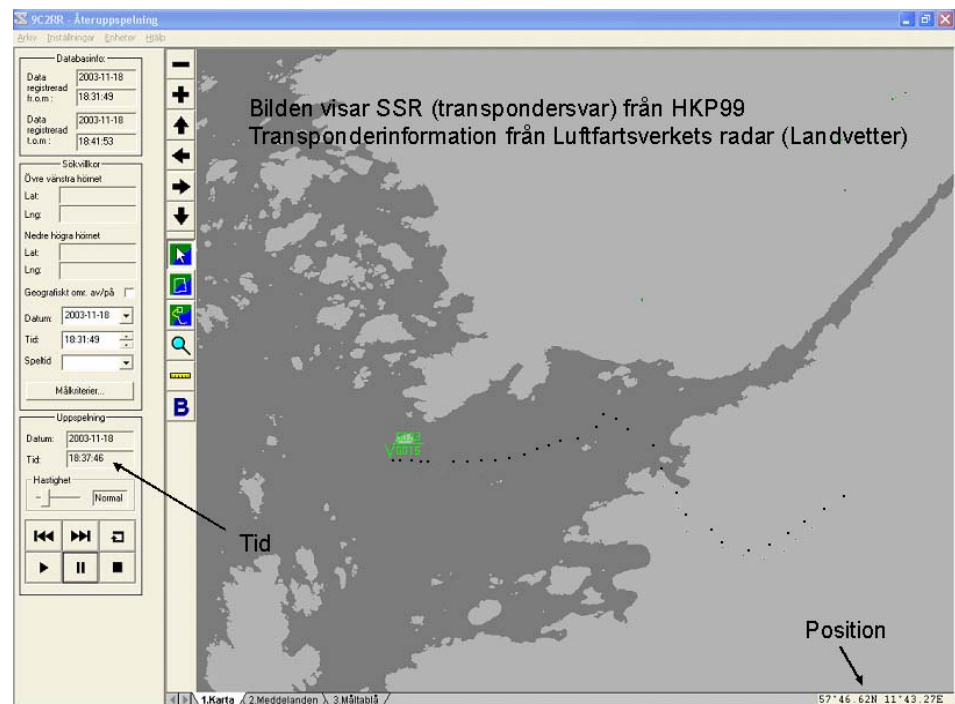 9C2RR - Återuppspelning
Arkiv Inställningar Enheter Hjälp
Databasinfo:
Data registrerad fr.o.m :
2003-11-18
18:31:49
Data registrerad t.o.m :
2003-11-18
18:41:53
Sökvillkor
Övre vänstra hörnet
Lat:
Lng:
Nedre högra hörnet
Lat:
Lng:
Geografiskt omr. av/på
Datum: 2003-11-18
Tid: 18:31:49
Speltid
Målkriterier...
Uppspelning
Datum: 2003-11-18
Tid: 18:37:46
Hastighet
Normal
B
Bilden visar SSR (transpondersvar) från HKP99
Transponderinformation från Luftfartsverkets radar (Landvetter)
V0015
Tid
Position
1.Karta 2.Meddelanden 3.Måltablå
57°46.62N 11°43.27E